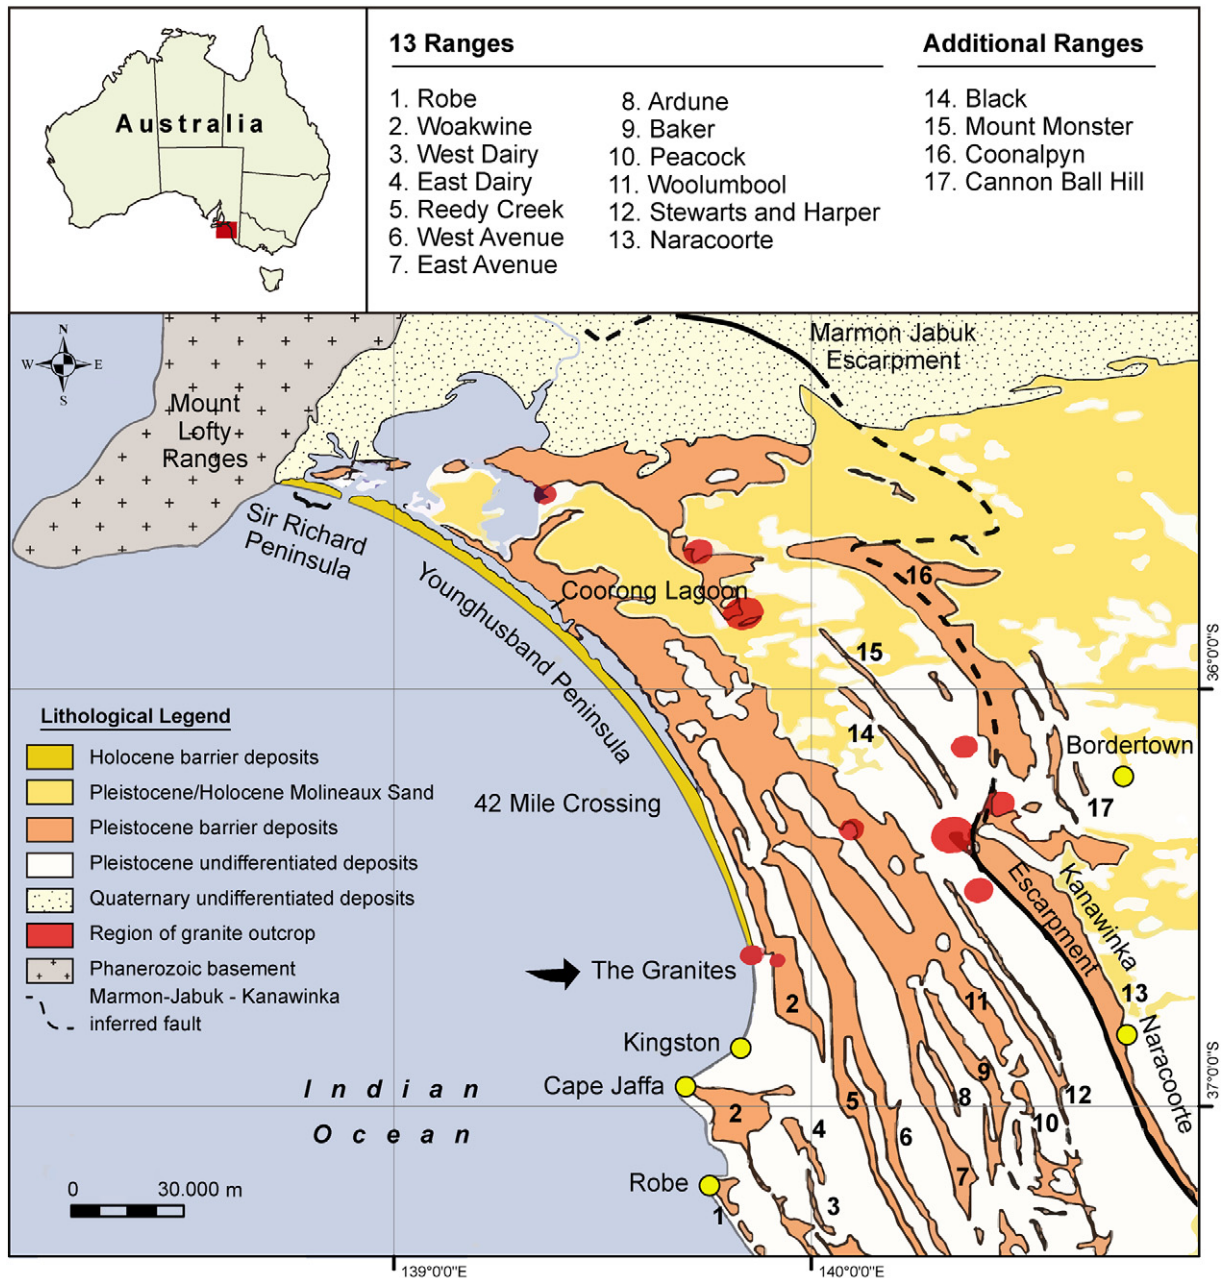 Australia
13 Ranges
1. Robe
2. Woakwine
3. West Dairy
4. East Dairy
5. Reedy Creek
6. West Avenue
7. East Avenue
8. Ardune
9. Baker
10. Peacock
11. Woolumbool
12. Stewarts and Harper
13. Naracoorte
Additional Ranges
14. Black
15. Mount Monster
16. Coonalpyn
17. Cannon Ball Hill
N
W
E
S
Marmon Jabuk
Escarpment
Mount
Lofty
Ranges
Sir Richard
Peninsula
Younghusband Peninsula
Coorong Lagoon
16
15
14
36°0'0"S
Bordertown
17
42 Mile Crossing
Lithological Legend
Holocene barrier deposits
Pleistocene/Holocene Molineaux Sand
Pleistocene barrier deposits
Pleistocene undifferentiated deposits
Quaternary undifferentiated deposits
Region of granite outcrop
Phanerozoic basement
Marmon-Jabuk - Kanawinka
inferred fault
Kanawinka
Escarpment
The Granites
2
11
13
Naracoorte
Kingston
Cape Jaffa
37°0'0"S
2
4
5
6
9
8
10
12
7
3
1
Robe
Indian
Ocean
0 30.000 m
139°0'0"E
140°0'0"E